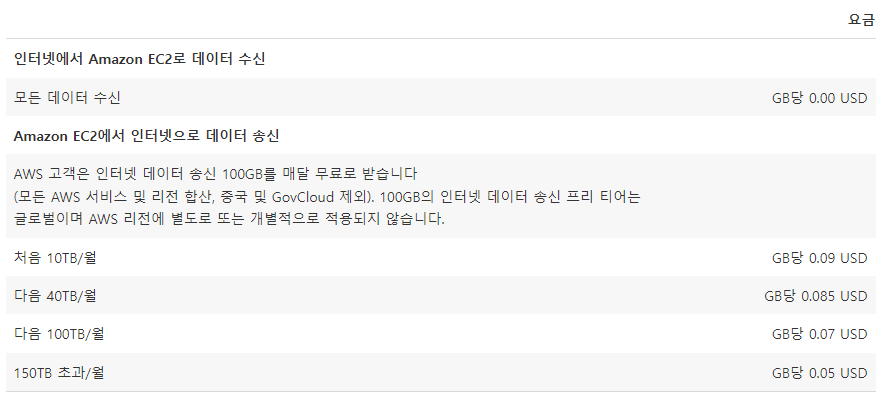 요금
인터넷에서 Amazon EC2로 데이터 수신
모든 데이터 수신 GB당 0.00 USD
Amazon EC2에서 인터넷으로 데이터 송신
AWS 고객은 인터넷 데이터 송신 100GB를 매달 무료로 받습니다
(모든 AWS 서비스 및 리전 합산, 중국 및 GovCloud 제외). 100GB의 인터넷 데이터 송신 프리 티어는
글로벌이며 AWS 리전에 별도로 또는 개별적으로 적용되지 않습니다.
처음 10TB/월 GB당 0.09 USD
다음 40TB/월 GB당 0.085 USD
다음 100TB/월 GB당 0.07 USD
150TB 초과/월 GB당 0.05 USD